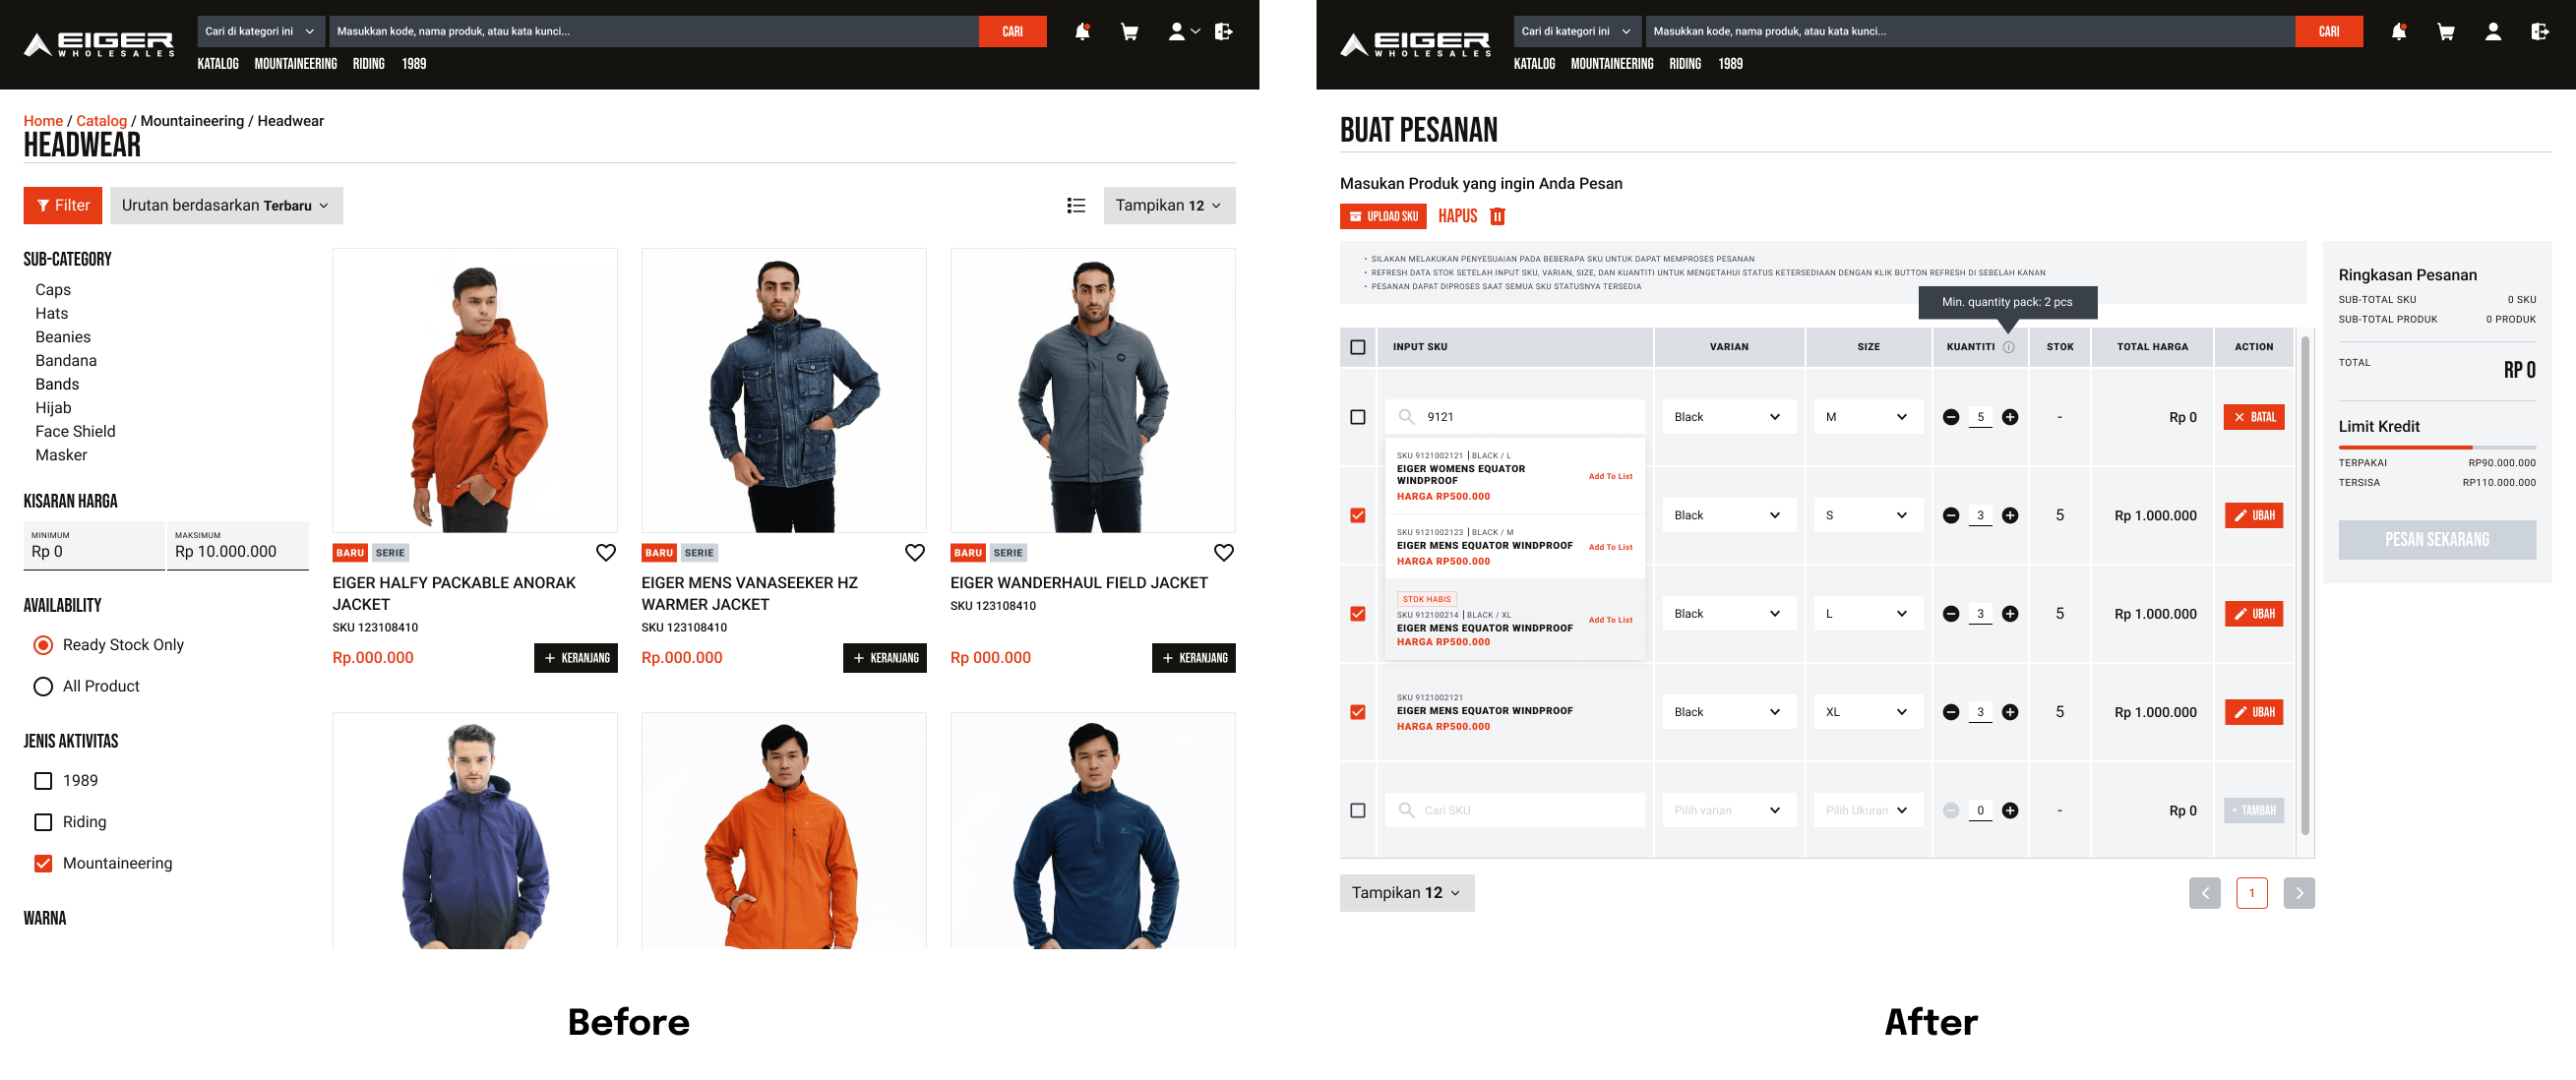 EIGER
WHOLESALES
Cari di kategori ini
Masukkan kode, nama produk, atau kata kunci...
CARI
KATALOG MOUNTAINEERING RIDING 1989
Home / Catalog / Mountaineering / Headwear
HEADWEAR
Filter
Urutan berdasarkan Terbaru
Tampikan 12
SUB-CATEGORY
Caps
Hats
Beanies
Bandana
Bands
Hijab
Face Shield
Masker
KISARAN HARGA
MINIMUM
Rp 0
MAKSIMUM
Rp 10.000.000
AVAILABILITY
Ready Stock Only
All Product
JENIS AKTIVITAS
1989
Riding
Mountaineering
WARNA
BARU SERIE
EIGER HALFY PACKABLE ANORAK
JACKET
SKU 123108410
Rp.000.000
+ KERANJANG
BARU SERIE
EIGER MENS VANASEEKER HZ
WARMER JACKET
SKU 123108410
Rp.000.000
+ KERANJANG
BARU SERIE
EIGER WANDERHAUL FIELD JACKET
SKU 123108410
Rp 000.000
+ KERANJANG
Before
EIGER
WHOLESALES
Cari di kategori ini
Masukkan kode, nama produk, atau kata kunci...
CARI
KATALOG MOUNTAINEERING RIDING 1989
BUAT PESANAN
Masukan Produk yang ingin Anda Pesan
UPLOAD SKU
HAPUS
• SILAKAN MELAKUKAN PENYESUAIAN PADA BEBERAPA SKU UNTUK DAPAT MEMPROSES PESANAN
• REFRESH DATA STOK SETELAH INPUT SKU, VARIAN, SIZE, DAN KUANTITI UNTUK MENGETAHUI STATUS KETERSEDIAAN DENGAN KLIK BUTTON REFRESH DI SEBELAH KANAN
• PESANAN DAPAT DIPROSES SAAT SEMUA SKU STATUSNYA TERSEDIA
Min. quantity pack: 2 pcs
INPUT SKU VARIAN SIZE KUANTITI STOK TOTAL HARGA ACTION
9121 Black M 5 - Rp 0 BATAL
SKU 9121002121 | BLACK / L
EIGER WOMENS EQUATOR
WINDPROOF
HARGA RP500.000
Add To List
SKU 9121002123 | BLACK / M
EIGER MENS EQUATOR WINDPROOF
HARGA RP500.000
Add To List
STOK HABIS
SKU 912100214 | BLACK / XL
EIGER MENS EQUATOR WINDPROOF
HARGA RP500.000
Add To List
Black S 3 5 Rp 1.000.000 UBAH
Black L 3 5 Rp 1.000.000 UBAH
SKU 9121002121
EIGER MENS EQUATOR WINDPROOF
HARGA RP500.000
Black XL 3 5 Rp 1.000.000 UBAH
Cari SKU Pilih varian Pilih Ukuran 0 - Rp 0 + TAMBAH
Tampikan 12
1
Ringkasan Pesanan
SUB-TOTAL SKU 0 SKU
SUB-TOTAL PRODUK 0 PRODUK
TOTAL RP 0
Limit Kredit
TERPAKAI RP90.000.000
TERSISA RP110.000.000
PESAN SEKARANG
After